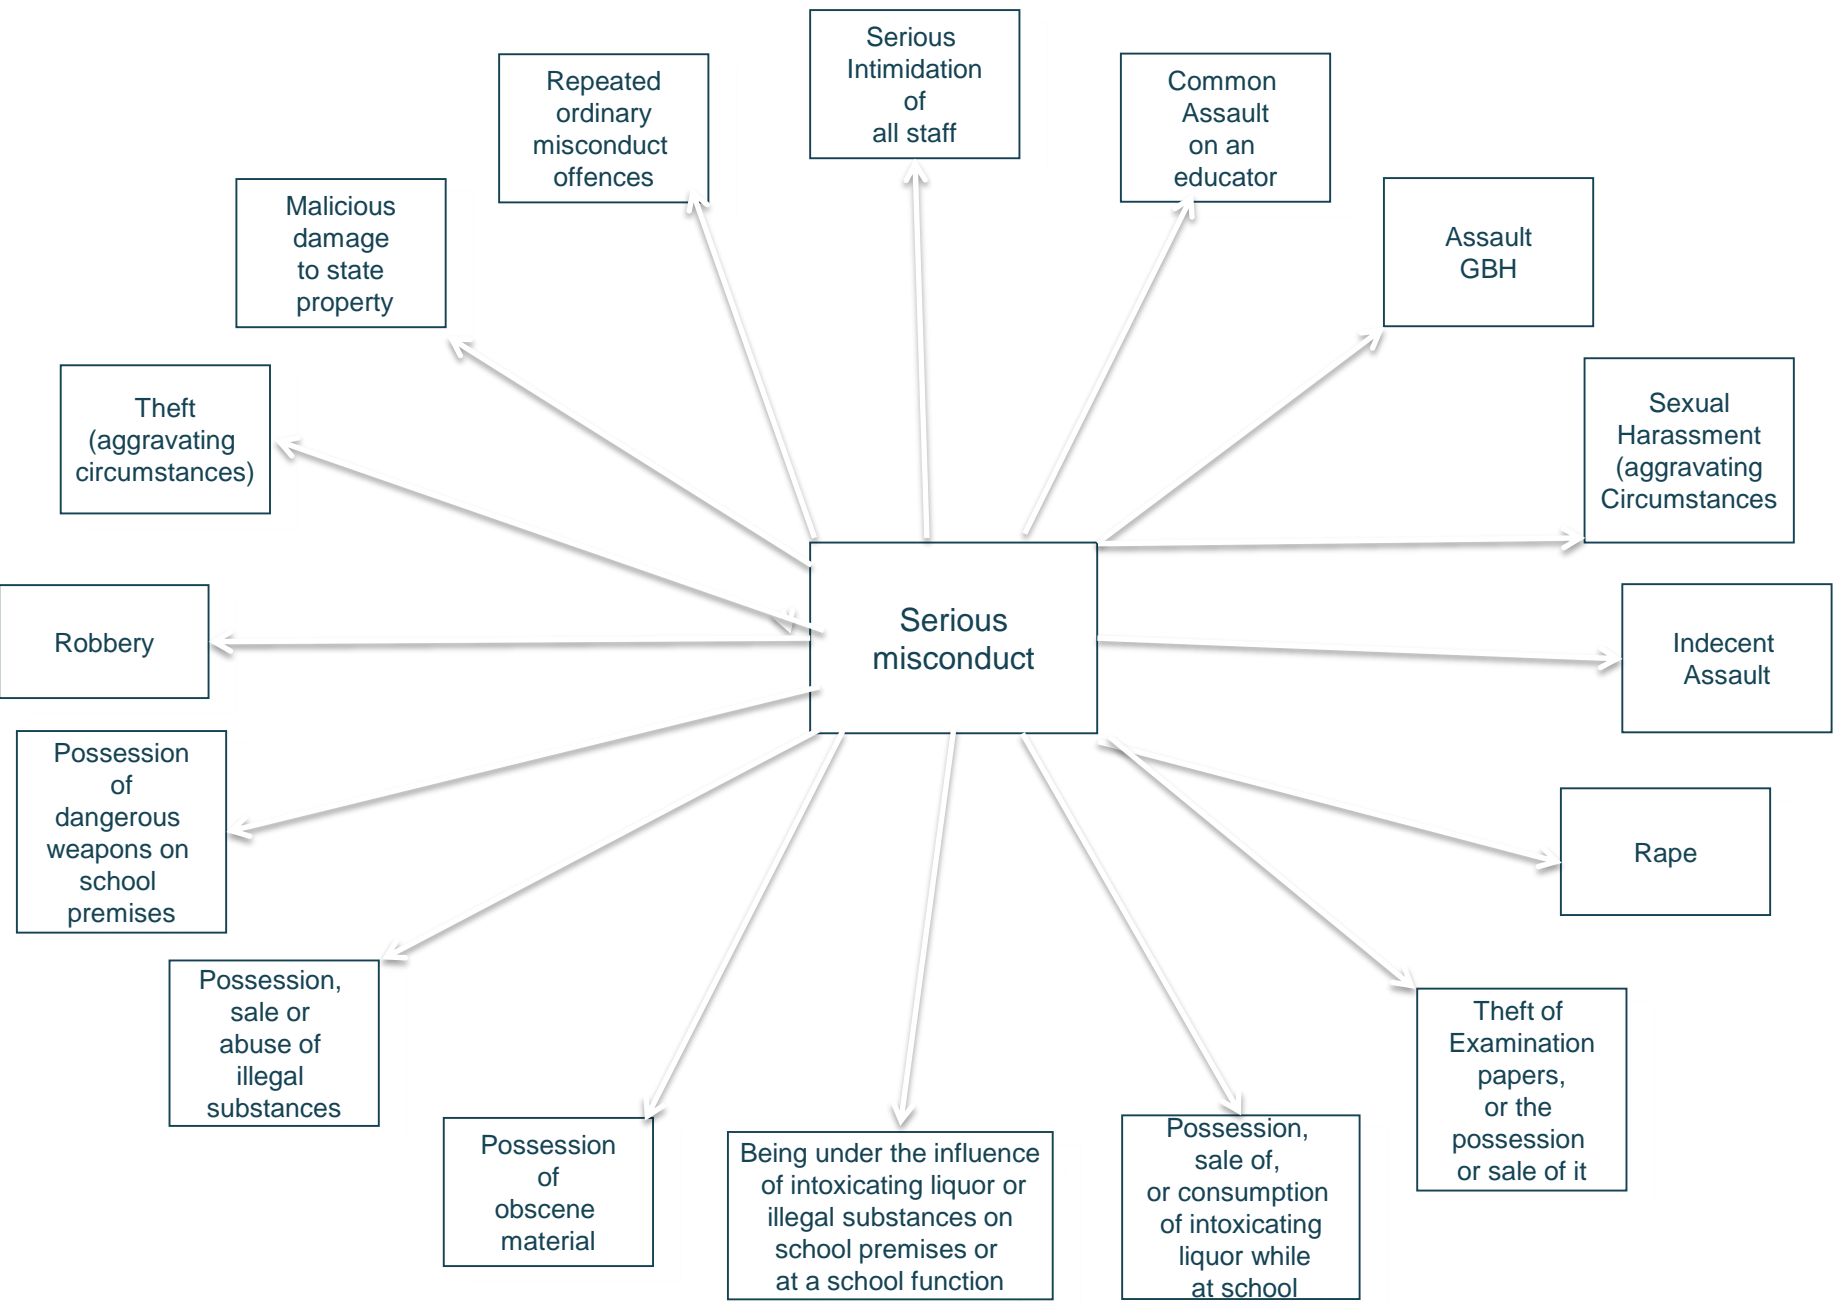 Serious
Intimidation
of
all staff
Repeated
ordinary
misconduct
offences
Common
Assault
on an
educator
Malicious
damage
to state
property
Assault
GBH
Theft
(aggravating
circumstances)
Sexual
Harassment
(aggravating
Circumstances
Robbery
Serious
misconduct
Indecent
Assault
Possession
of
dangerous
weapons on
school
premises
Rape
Possession,
sale or
abuse of
illegal
substances
Theft of
Examination
papers,
or the
possession
or sale of it
Possession
of
obscene
material
Being under the influence
of intoxicating liquor or
illegal substances on
school premises or
at a school function
Possession,
sale of,
or consumption
of intoxicating
liquor while
at school